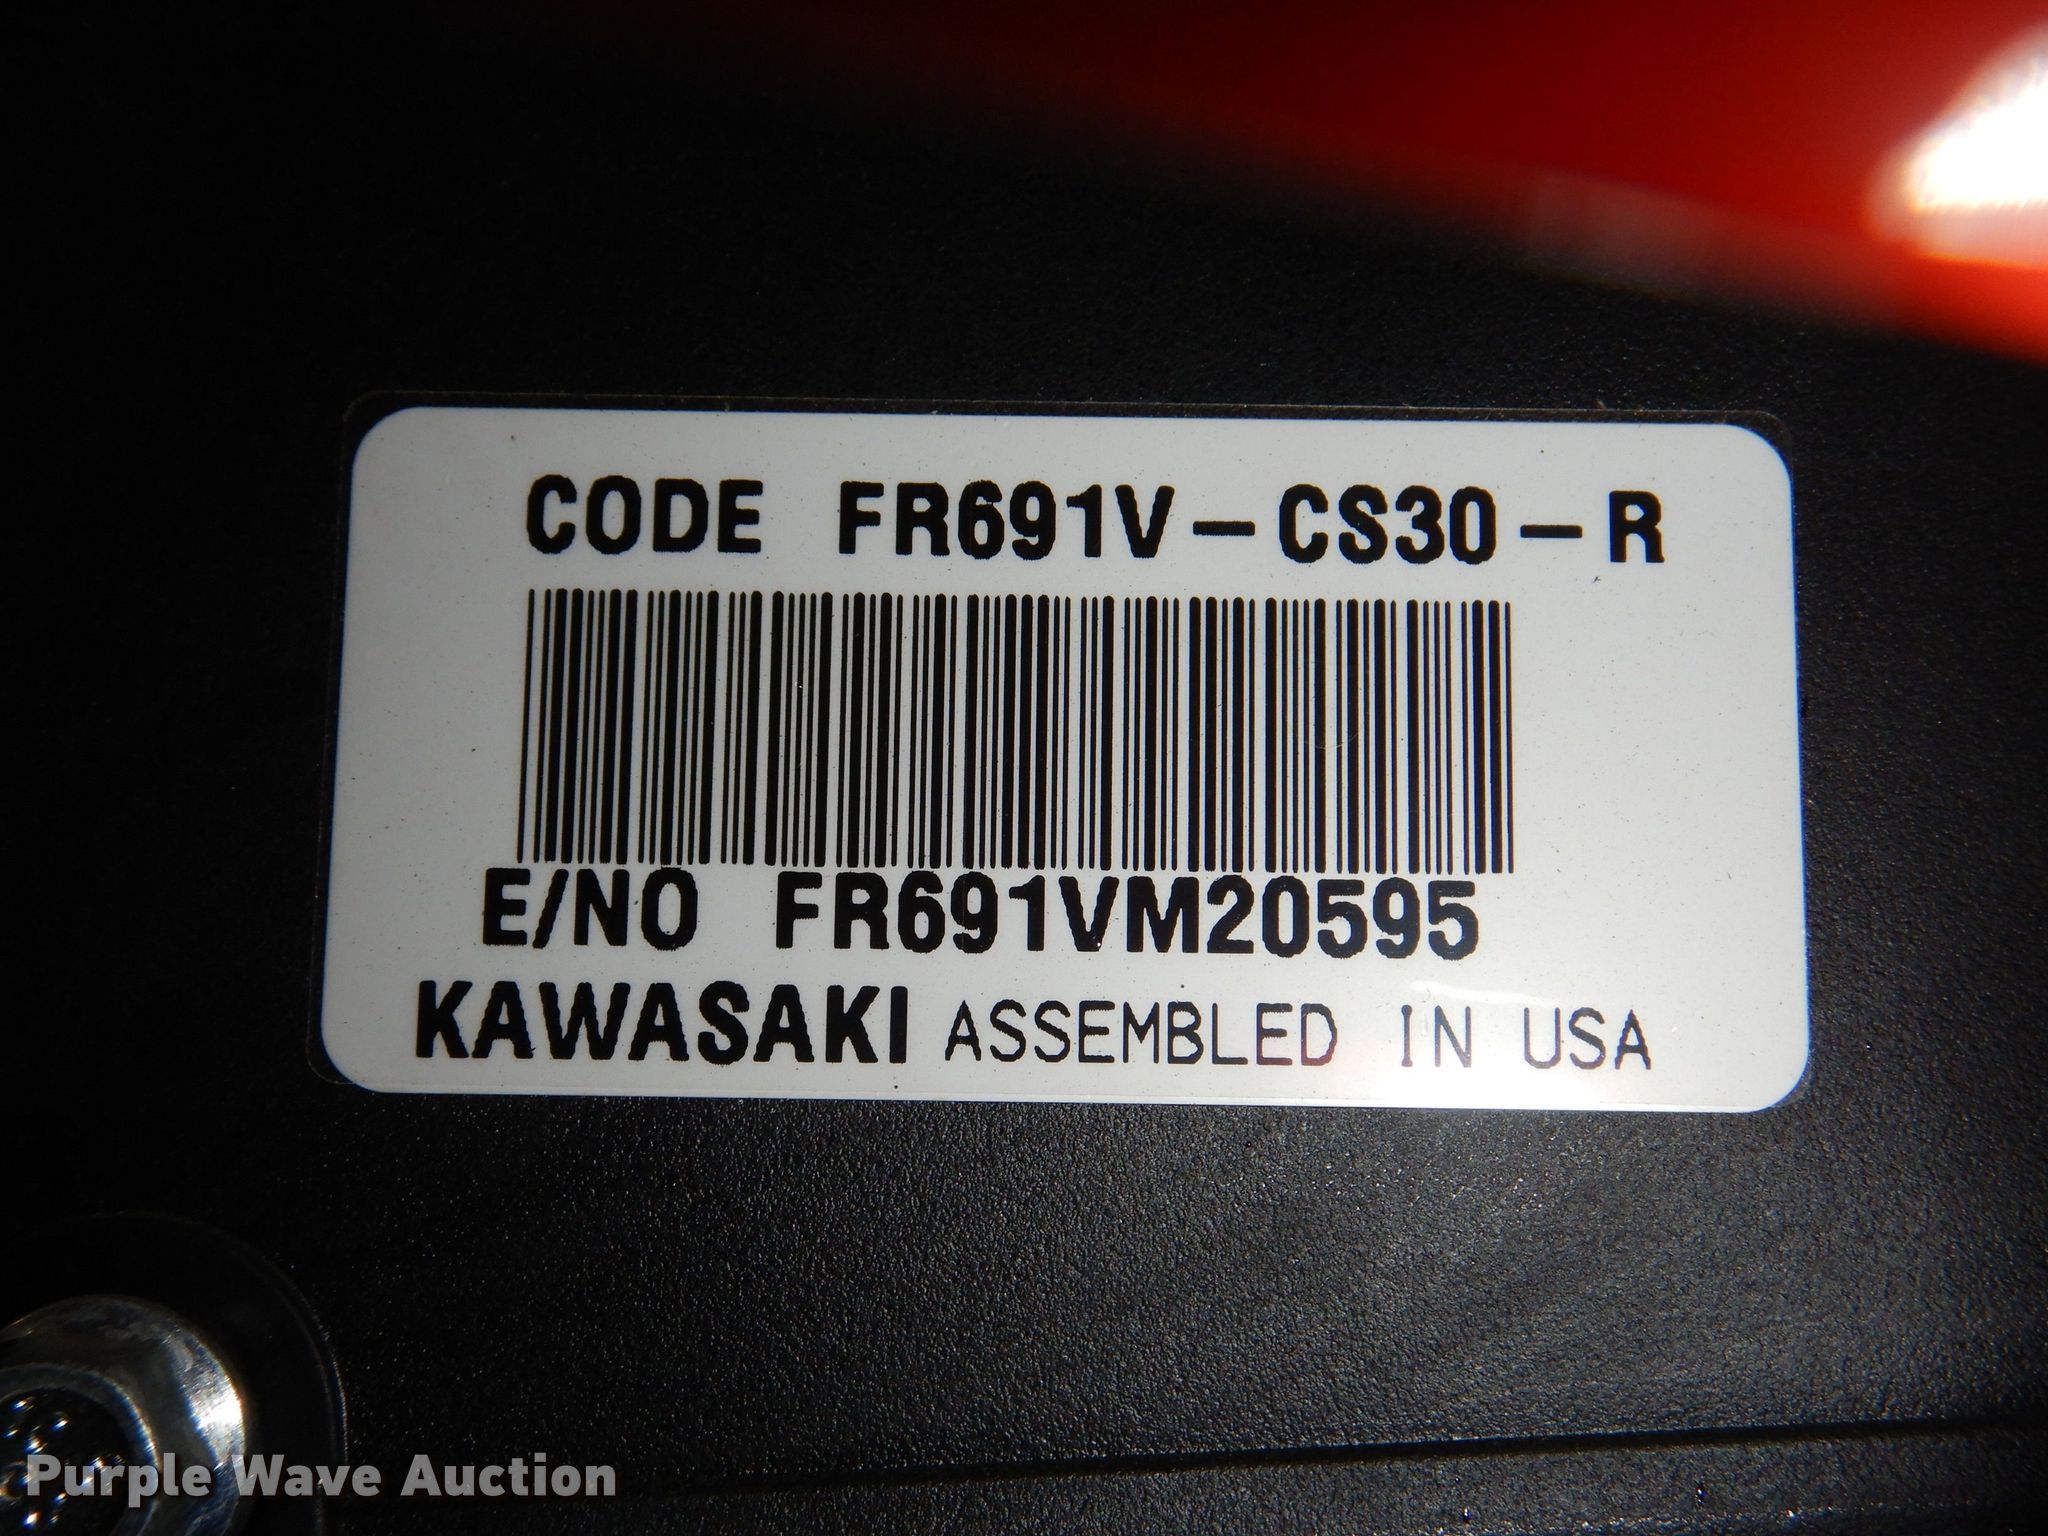 CODE FR691V-CS30-R
E/NO FR691VM20595
KAWASAKI ASSEMBLED IN USA
Purple Wave Auction